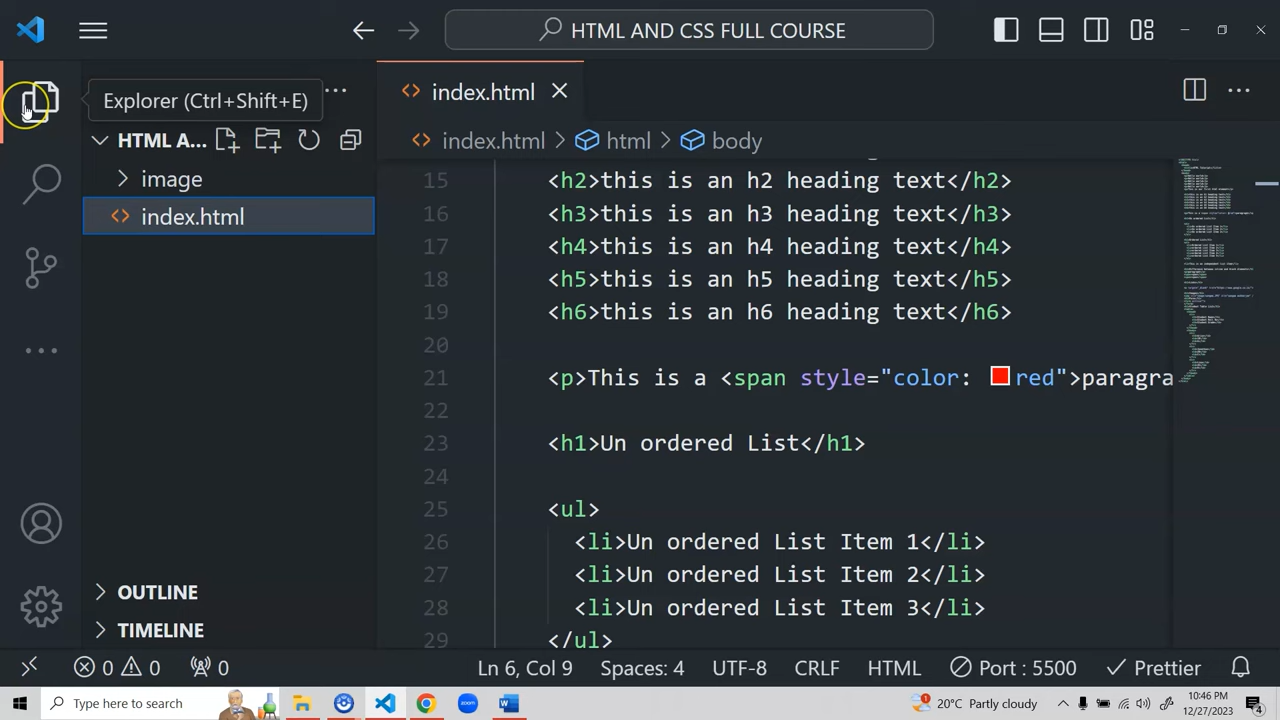 HTML AND CSS FULL COURSE
Explorer (Ctrl+Shift+E)
HTML A...
image
index.html
OUTLINE
TIMELINE
index.html
index.html > html > body
15 <h2>this is an h2 heading text</h2>
16 <h3>this is an h3 heading text</h3>
17 <h4>this is an h4 heading text</h4>
18 <h5>this is an h5 heading text</h5>
19 <h6>this is an h6 heading text</h6>
20
21 <p>This is a <span style="color: red">paragra
22
23 <h1>Un ordered List</h1>
24
25 <ul>
26 <li>Un ordered List Item 1</li>
27 <li>Un ordered List Item 2</li>
28 <li>Un ordered List Item 3</li>
29 </ul>
0 0 0 Ln 6, Col 9 Spaces: 4 UTF-8 CRLF HTML Port : 5500 Prettier
Type here to search zoom W 1 20°C Partly cloudy 10:46 PM
12/27/2023 4